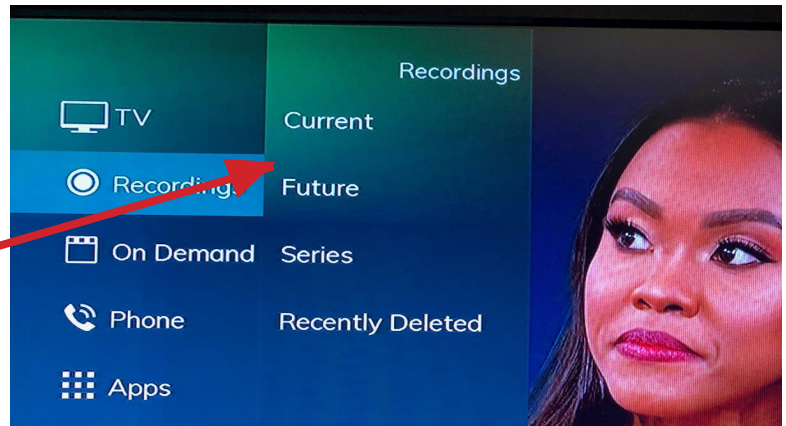 TV
Recordings
On Demand
Phone
Apps
Recordings
Current
Future
Series
Recently Deleted